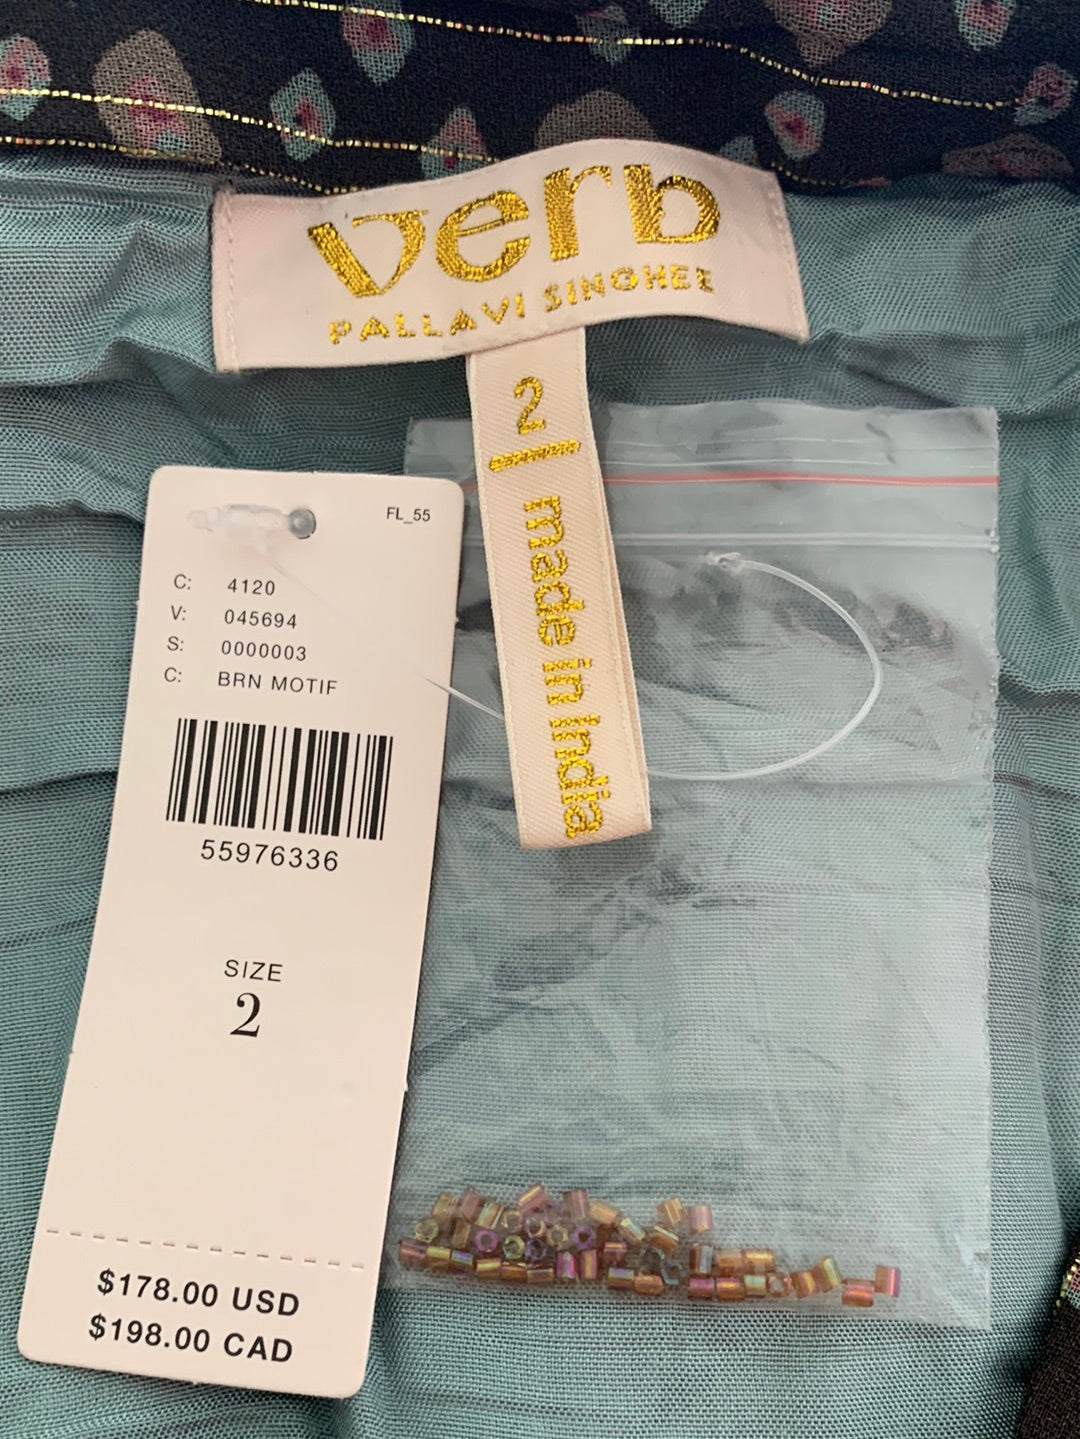 verb
PALLAVI SINGHEE
2 | made in India
FL_55
C: 4120
V: 045694
S: 0000003
C: BRN MOTIF
55976336
SIZE
2
$178.00 USD
$198.00 CAD